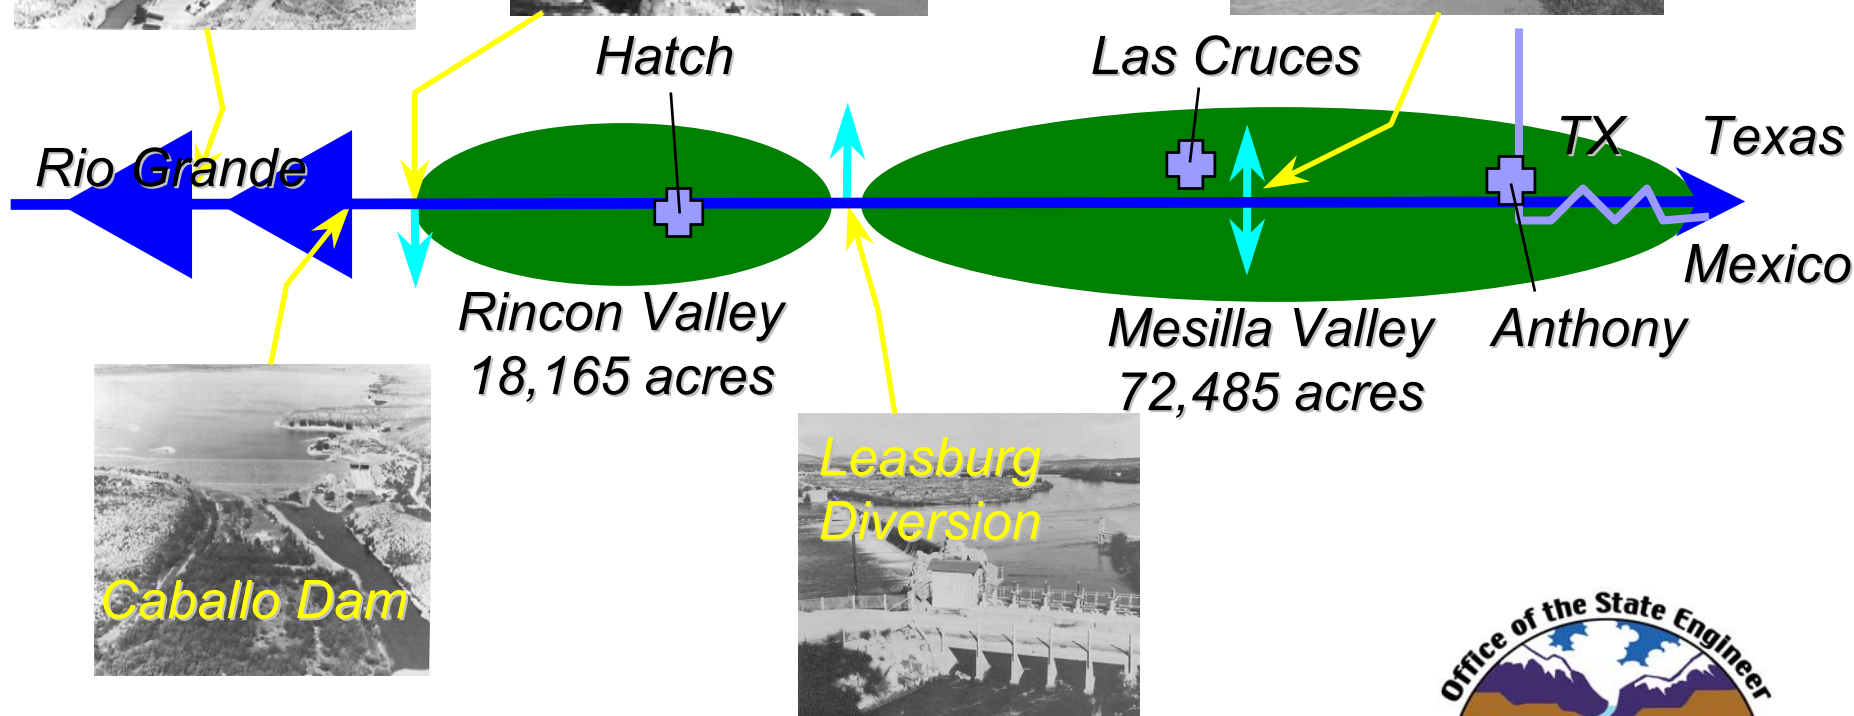 Hatch
Las Cruces
Rio Grande
TX
Texas
Mexico
Rincon Valley
18,165 acres
Mesilla Valley
72,485 acres
Anthony
Leasburg
Diversion
Caballo Dam
Office of the State Engineer